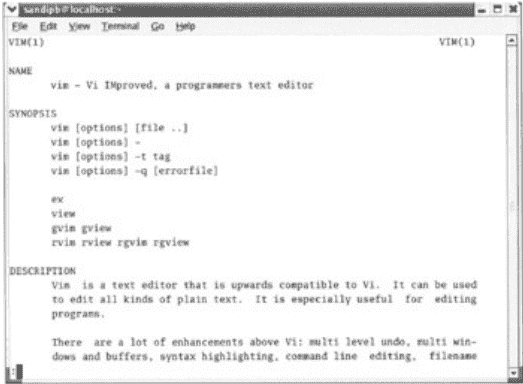 sandipb@localhost:~
File Edit View Terminal Go Help
VIM(1) VIM(1)
NAME
vim - Vi IMproved, a programmers text editor
SYNOPSIS
vim [options] [file ..]
vim [options] -
vim [options] -t tag
vim [options] -q [errorfile]
ex
view
gvim gview
rvim rview rgvim rgview
DESCRIPTION
Vim is a text editor that is upwards compatible to Vi. It can be used
to edit all kinds of plain text. It is especially useful for editing
programs.
There are a lot of enhancements above Vi: multi level undo, multi win-
dows and buffers, syntax highlighting, command line editing, filename
: